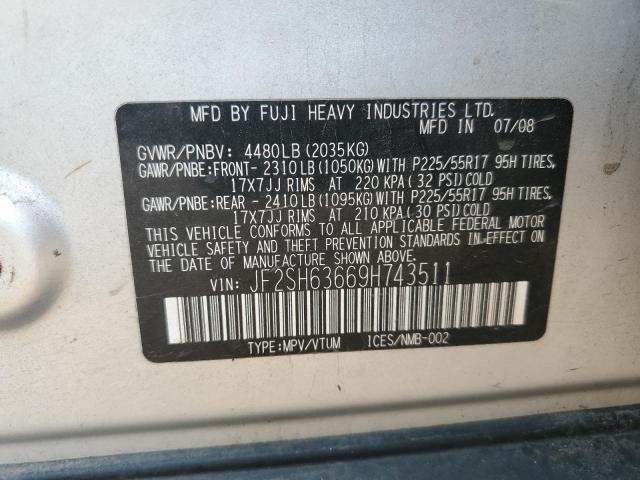 MFD BY FUJI HEAVY INDUSTRIES LTD.
MFD IN 07/08
GVWR/PNBV: 4480LB (2035KG)
GAWR/PNBE:FRONT- 2310LB (1050KG)WITH P225/55R17 95H TIRES,
17X7JJ RIMS AT 220 KPA( 32 PSI)COLD
GAWR/PNBE:REAR - 2410LB (1095KG)WITH P225/55R17 95H TIRES,
17X7JJ RIMS AT 210 KPA( 30 PSI)COLD
THIS VEHICLE CONFORMS TO ALL APPLICABLE FEDERAL MOTOR
VEHICLE SAFETY AND THEFT PREVENTION STANDARDS IN EFFECT ON
THE DATE OF MANUFACTURE SHOWN ABOVE.
VIN: JF2SH63669H743511
TYPE:MPV/VTUM ICES/NMB-002